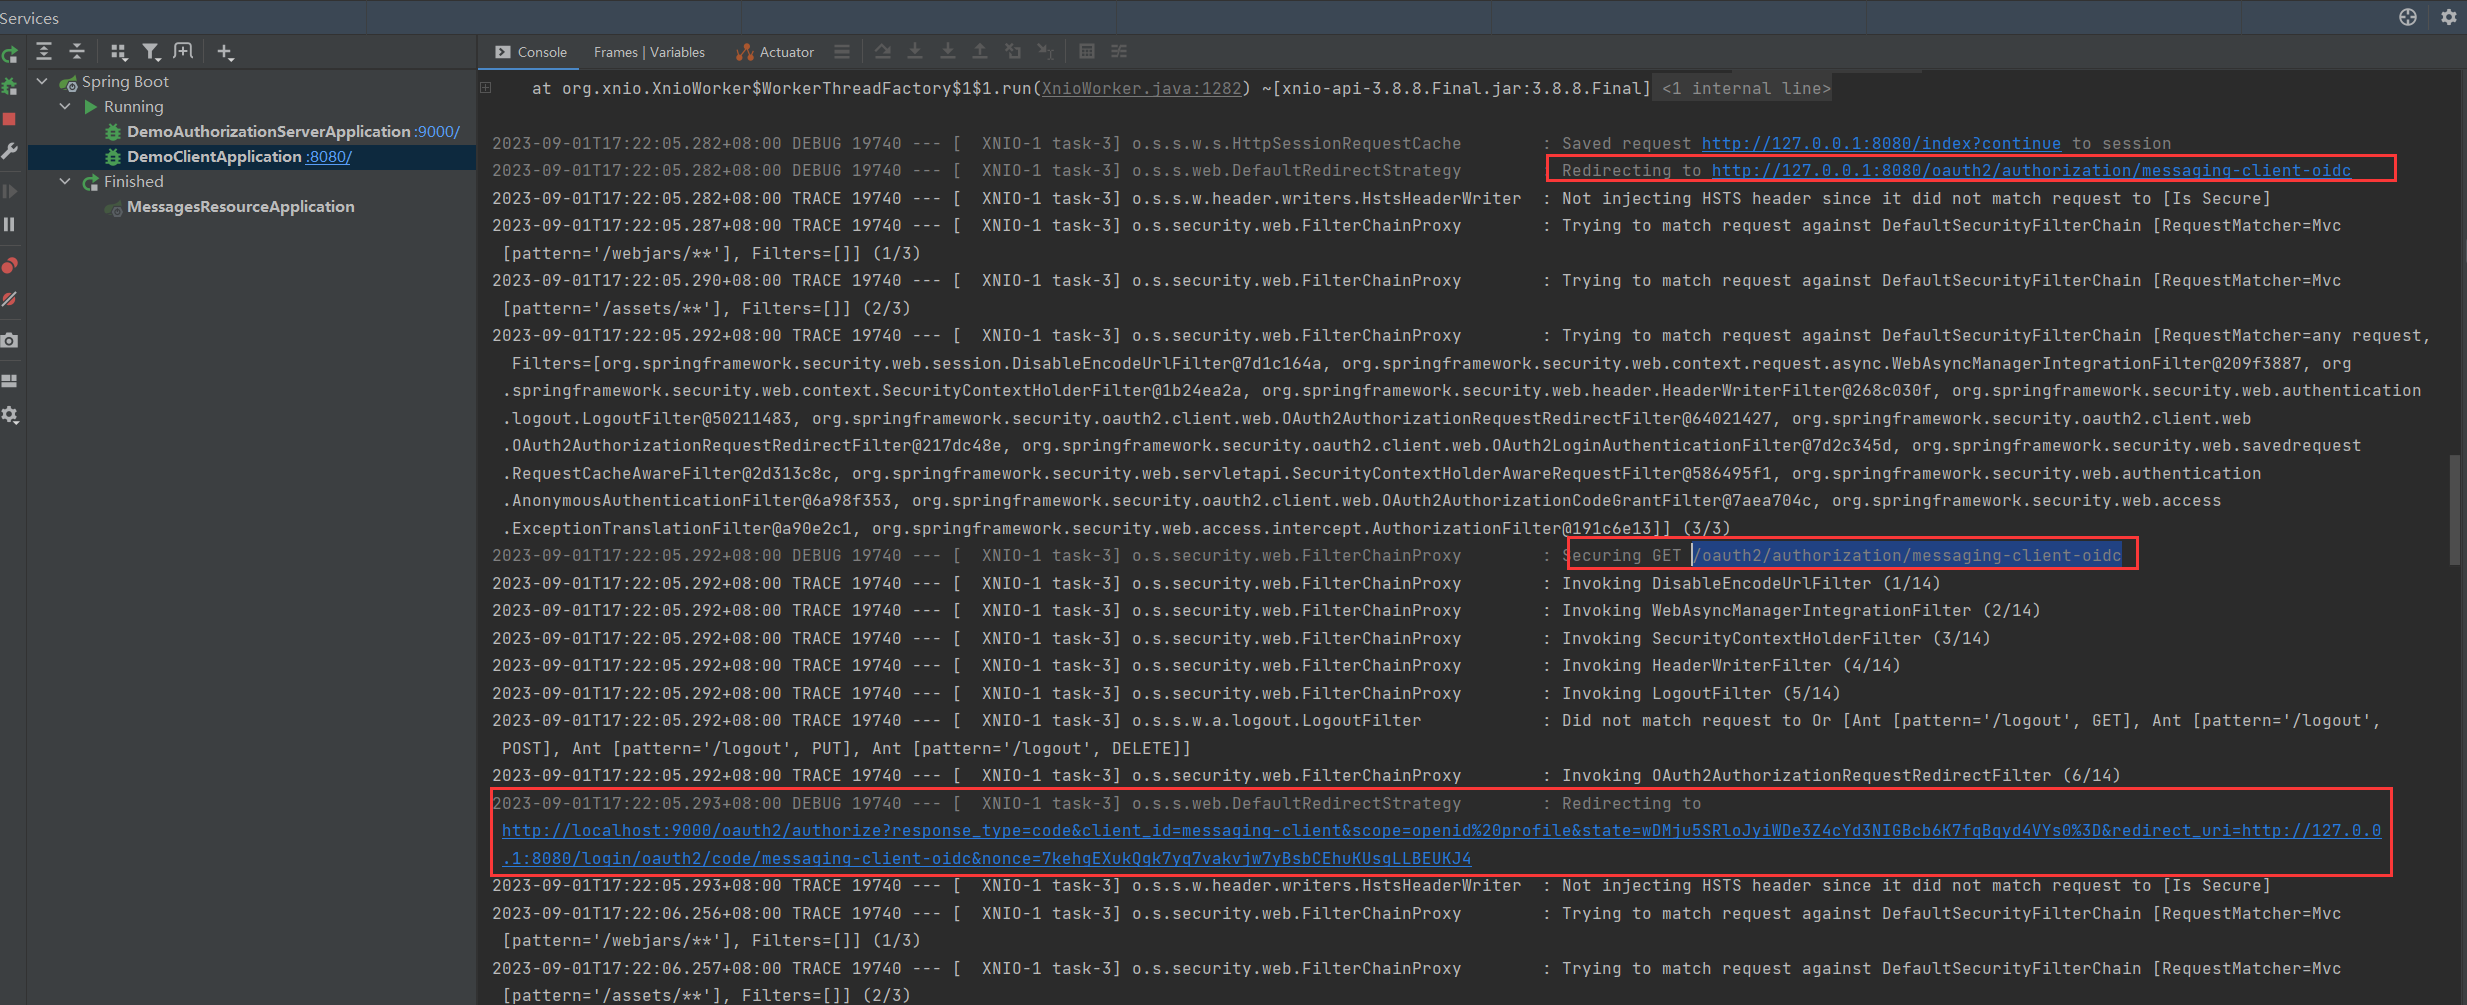 Services
Console
Frames | Variables
Actuator
Spring Boot
Running
DemoAuthorizationServerApplication :9000/
DemoClientApplication :8080/
Finished
MessagesResourceApplication
at org.xnio.XnioWorker$WorkerThreadFactory$1$1.run(XnioWorker.java:1282) ~[xnio-api-3.8.8.Final.jar:3.8.8.Final] <1 internal line>
2023-09-01T17:22:05.282+08:00 DEBUG 19740 --- [  XNIO-1 task-3] o.s.s.w.s.HttpSessionRequestCache        : Saved request http://127.0.0.1:8080/index?continue to session
2023-09-01T17:22:05.282+08:00 DEBUG 19740 --- [  XNIO-1 task-3] o.s.s.web.DefaultRedirectStrategy        : Redirecting to http://127.0.0.1:8080/oauth2/authorization/messaging-client-oidc
2023-09-01T17:22:05.282+08:00 TRACE 19740 --- [  XNIO-1 task-3] o.s.s.w.header.writers.HstsHeaderWriter  : Not injecting HSTS header since it did not match request to [Is Secure]
2023-09-01T17:22:05.287+08:00 TRACE 19740 --- [  XNIO-1 task-3] o.s.security.web.FilterChainProxy        : Trying to match request against DefaultSecurityFilterChain [RequestMatcher=Mvc
[pattern='/webjars/**'], Filters=[]] (1/3)
2023-09-01T17:22:05.290+08:00 TRACE 19740 --- [  XNIO-1 task-3] o.s.security.web.FilterChainProxy        : Trying to match request against DefaultSecurityFilterChain [RequestMatcher=Mvc
[pattern='/assets/**'], Filters=[]] (2/3)
2023-09-01T17:22:05.292+08:00 TRACE 19740 --- [  XNIO-1 task-3] o.s.security.web.FilterChainProxy        : Trying to match request against DefaultSecurityFilterChain [RequestMatcher=any request,
Filters=[org.springframework.security.web.session.DisableEncodeUrlFilter@7d1c164a, org.springframework.security.web.context.request.async.WebAsyncManagerIntegrationFilter@209f3887, org
.springframework.security.web.context.SecurityContextHolderFilter@1b24ea2a, org.springframework.security.web.header.HeaderWriterFilter@268c030f, org.springframework.security.web.authentication
.logout.LogoutFilter@50211483, org.springframework.security.oauth2.client.web.OAuth2AuthorizationRequestRedirectFilter@64021427, org.springframework.security.oauth2.client.web
.OAuth2AuthorizationRequestRedirectFilter@217dc48e, org.springframework.security.oauth2.client.web.OAuth2LoginAuthenticationFilter@7d2c345d, org.springframework.security.web.savedrequest
.RequestCacheAwareFilter@2d313c8c, org.springframework.security.web.servletapi.SecurityContextHolderAwareRequestFilter@586495f1, org.springframework.security.web.authentication
.AnonymousAuthenticationFilter@6a98f353, org.springframework.security.oauth2.client.web.OAuth2AuthorizationCodeGrantFilter@7aea704c, org.springframework.security.web.access
.ExceptionTranslationFilter@a90e2c1, org.springframework.security.web.access.intercept.AuthorizationFilter@191c6e13]] (3/3)
2023-09-01T17:22:05.292+08:00 DEBUG 19740 --- [  XNIO-1 task-3] o.s.security.web.FilterChainProxy        : Securing GET /oauth2/authorization/messaging-client-oidc
2023-09-01T17:22:05.292+08:00 TRACE 19740 --- [  XNIO-1 task-3] o.s.security.web.FilterChainProxy        : Invoking DisableEncodeUrlFilter (1/14)
2023-09-01T17:22:05.292+08:00 TRACE 19740 --- [  XNIO-1 task-3] o.s.security.web.FilterChainProxy        : Invoking WebAsyncManagerIntegrationFilter (2/14)
2023-09-01T17:22:05.292+08:00 TRACE 19740 --- [  XNIO-1 task-3] o.s.security.web.FilterChainProxy        : Invoking SecurityContextHolderFilter (3/14)
2023-09-01T17:22:05.292+08:00 TRACE 19740 --- [  XNIO-1 task-3] o.s.security.web.FilterChainProxy        : Invoking HeaderWriterFilter (4/14)
2023-09-01T17:22:05.292+08:00 TRACE 19740 --- [  XNIO-1 task-3] o.s.security.web.FilterChainProxy        : Invoking LogoutFilter (5/14)
2023-09-01T17:22:05.292+08:00 TRACE 19740 --- [  XNIO-1 task-3] o.s.s.w.a.logout.LogoutFilter            : Did not match request to Or [Ant [pattern='/logout', GET], Ant [pattern='/logout',
POST], Ant [pattern='/logout', PUT], Ant [pattern='/logout', DELETE]]
2023-09-01T17:22:05.292+08:00 TRACE 19740 --- [  XNIO-1 task-3] o.s.security.web.FilterChainProxy        : Invoking OAuth2AuthorizationRequestRedirectFilter (6/14)
2023-09-01T17:22:05.293+08:00 DEBUG 19740 --- [  XNIO-1 task-3] o.s.s.web.DefaultRedirectStrategy        : Redirecting to
http://localhost:9000/oauth2/authorize?response_type=code&client_id=messaging-client&scope=openid%20profile&state=wDMju5SRloJyiWDe3Z4cYd3NIGBcb6K7fqBqyd4VYs0%3D&redirect_uri=http://127.0.0
.1:8080/login/oauth2/code/messaging-client-oidc&nonce=7kehgEXukQgk7yq7vakvjw7yBsbCEhuKUsgLLBEUKJ4
2023-09-01T17:22:05.293+08:00 TRACE 19740 --- [  XNIO-1 task-3] o.s.s.w.header.writers.HstsHeaderWriter  : Not injecting HSTS header since it did not match request to [Is Secure]
2023-09-01T17:22:06.256+08:00 TRACE 19740 --- [  XNIO-1 task-3] o.s.security.web.FilterChainProxy        : Trying to match request against DefaultSecurityFilterChain [RequestMatcher=Mvc
[pattern='/webjars/**'], Filters=[]] (1/3)
2023-09-01T17:22:06.257+08:00 TRACE 19740 --- [  XNIO-1 task-3] o.s.security.web.FilterChainProxy        : Trying to match request against DefaultSecurityFilterChain [RequestMatcher=Mvc
[pattern='/assets/**'], Filters=[]] (2/3)